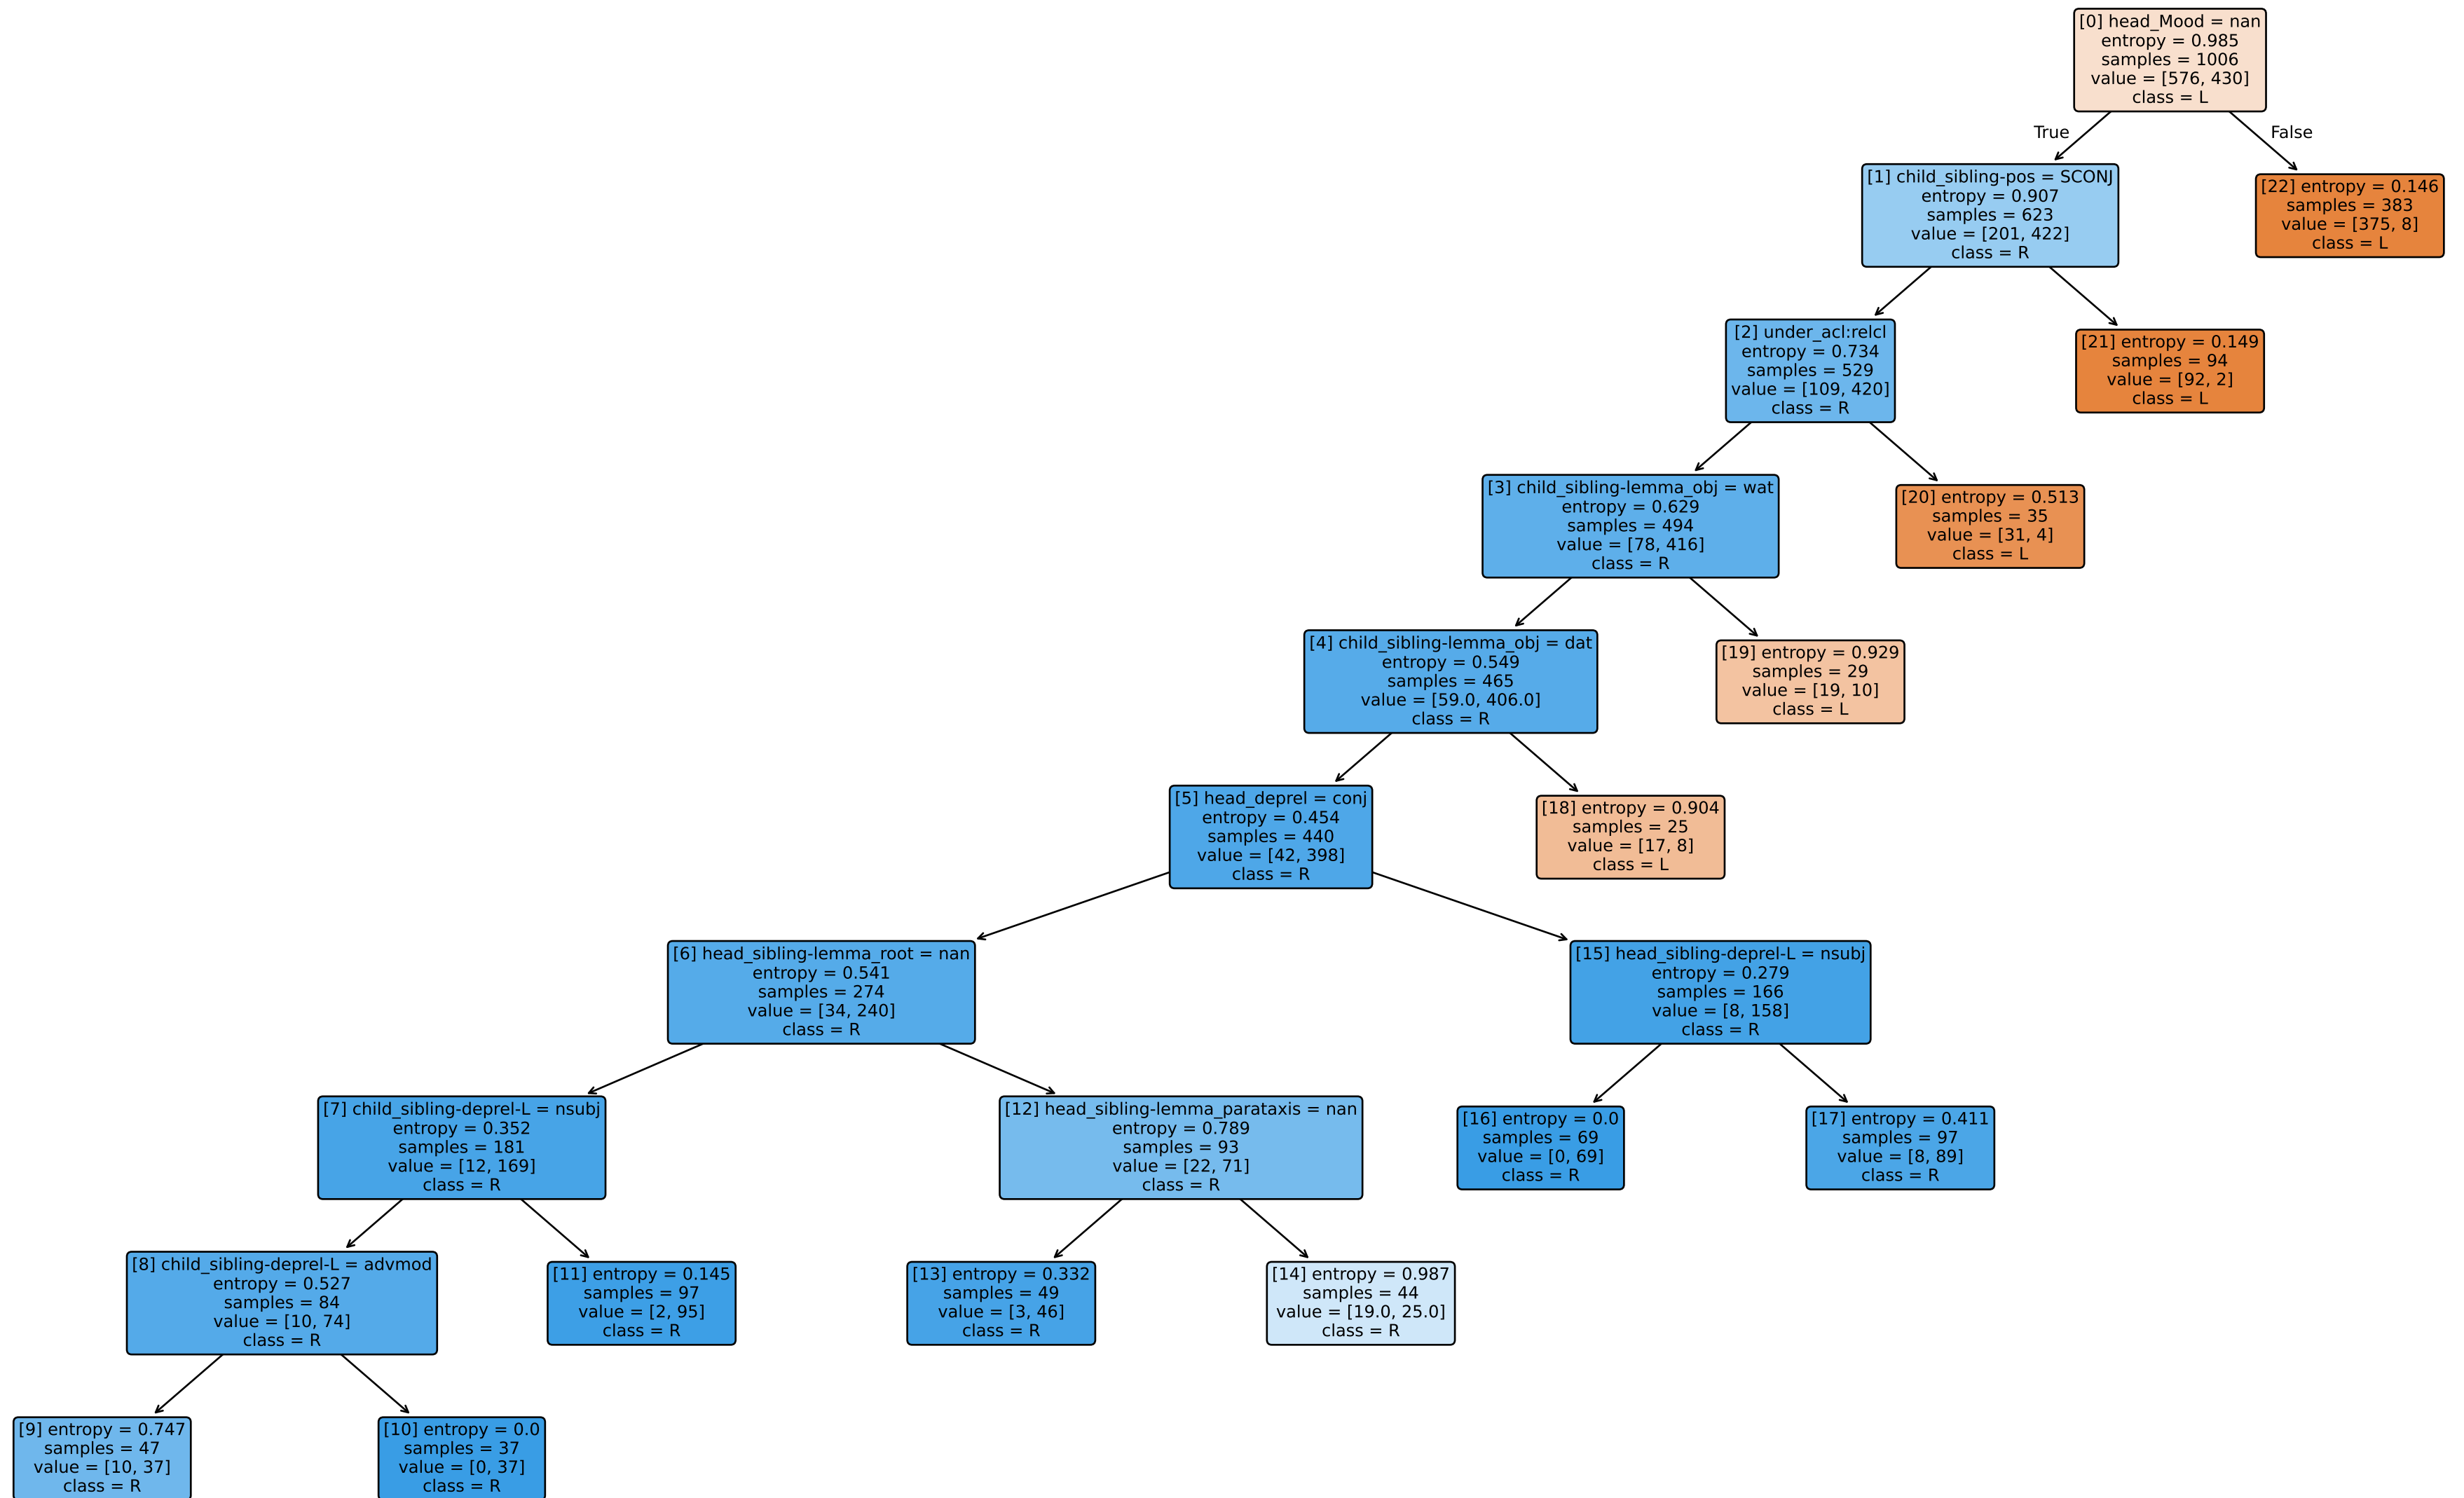 [0] head_Mood = nan
entropy = 0.985
samples = 1006
value = [576, 430]
class = L
True
False
[1] child_sibling-pos = SCONJ
entropy = 0.907
samples = 623
value = [201, 422]
class = R
[22] entropy = 0.146
samples = 383
value = [375, 8]
class = L
[2] under_acl:relcl
entropy = 0.734
samples = 529
value = [109, 420]
class = R
[21] entropy = 0.149
samples = 94
value = [92, 2]
class = L
[3] child_sibling-lemma_obj = wat
entropy = 0.629
samples = 494
value = [78, 416]
class = R
[20] entropy = 0.513
samples = 35
value = [31, 4]
class = L
[4] child_sibling-lemma_obj = dat
entropy = 0.549
samples = 465
value = [59.0, 406.0]
class = R
[19] entropy = 0.929
samples = 29
value = [19, 10]
class = L
[5] head_deprel = conj
entropy = 0.454
samples = 440
value = [42, 398]
class = R
[18] entropy = 0.904
samples = 25
value = [17, 8]
class = L
[6] head_sibling-lemma_root = nan
entropy = 0.541
samples = 274
value = [34, 240]
class = R
[15] head_sibling-deprel-L = nsubj
entropy = 0.279
samples = 166
value = [8, 158]
class = R
[7] child_sibling-deprel-L = nsubj
entropy = 0.352
samples = 181
value = [12, 169]
class = R
[12] head_sibling-lemma_parataxis = nan
entropy = 0.789
samples = 93
value = [22, 71]
class = R
[16] entropy = 0.0
samples = 69
value = [0, 69]
class = R
[17] entropy = 0.411
samples = 97
value = [8, 89]
class = R
[8] child_sibling-deprel-L = advmod
entropy = 0.527
samples = 84
value = [10, 74]
class = R
[11] entropy = 0.145
samples = 97
value = [2, 95]
class = R
[13] entropy = 0.332
samples = 49
value = [3, 46]
class = R
[14] entropy = 0.987
samples = 44
value = [19.0, 25.0]
class = R
[9] entropy = 0.747
samples = 47
value = [10, 37]
class = R
[10] entropy = 0.0
samples = 37
value = [0, 37]
class = R